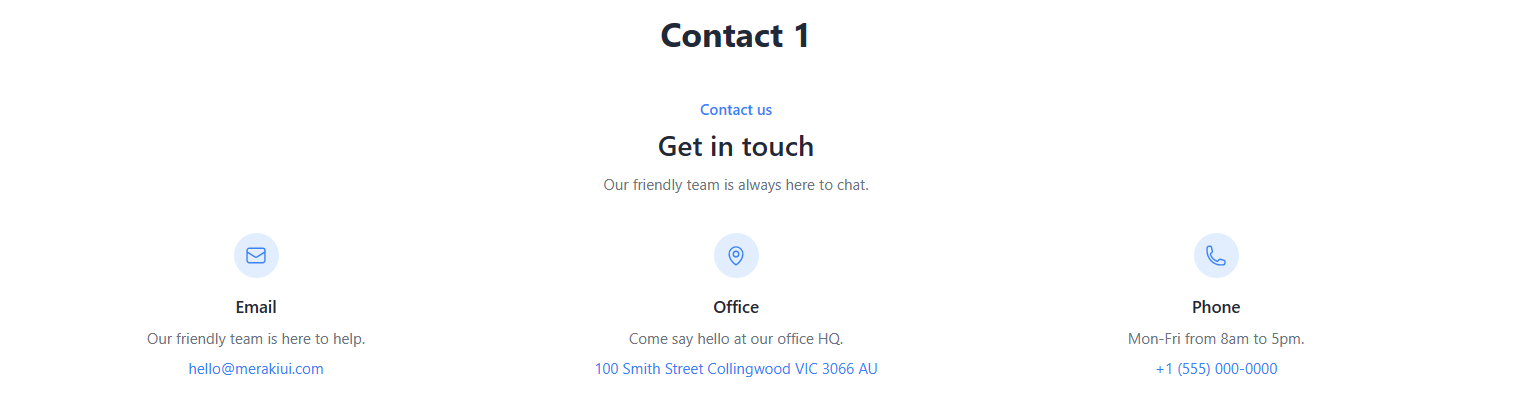 Contact 1
Contact us
Get in touch
Our friendly team is always here to chat.
Email
Our friendly team is here to help.
hello@merakiui.com
Office
Come say hello at our office HQ.
100 Smith Street Collingwood VIC 3066 AU
Phone
Mon-Fri from 8am to 5pm.
+1 (555) 000-0000